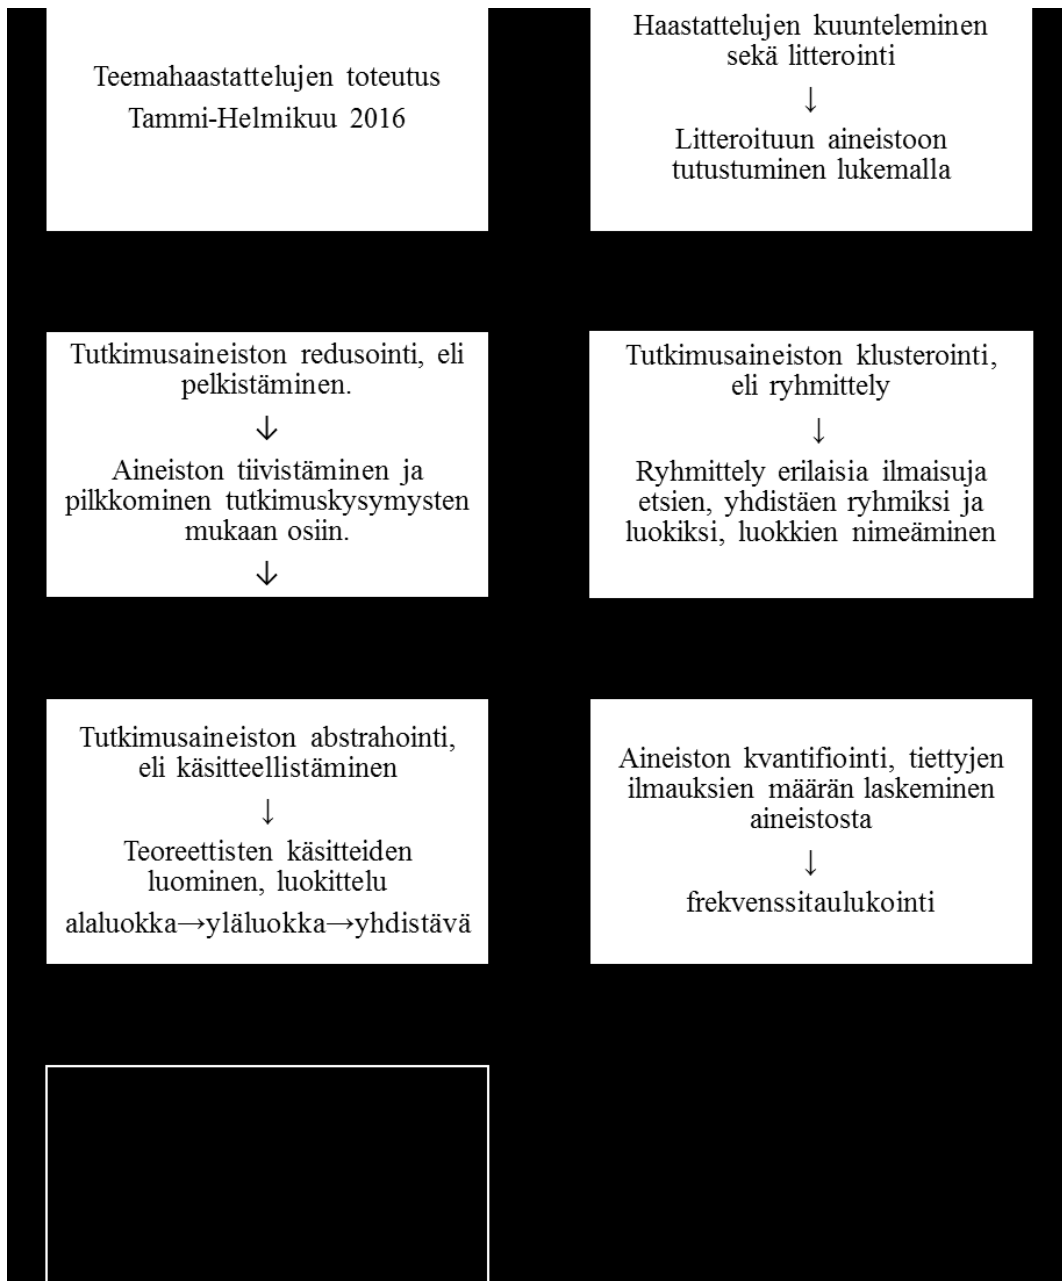 Teemahaastattelujen toteutus
Tammi-Helmikuu 2016
Haastattelujen kuunteleminen
sekä litterointi
↓
Litteroituun aineistoon
tutustuminen lukemalla
Tutkimusaineiston redusointi, eli
pelkistäminen.
↓
Aineiston tiivistäminen ja
pilkkominen tutkimuskysymysten
mukaan osiin.
↓
Tutkimusaineiston klusterointi,
eli ryhmittely
↓
Ryhmittely erilaisia ilmaisuja
etsien, yhdistäen ryhmiksi ja
luokiksi, luokkien nimeäminen
Tutkimusaineiston abstrahointi,
eli käsitteellistäminen
↓
Teoreettisten käsitteiden
luominen, luokittelu
alaluokka→yläluokka→yhdistävä
Aineiston kvantifiointi, tiettyjen
ilmauksien määrän laskeminen
aineistosta
↓
frekvenssitaulukointi